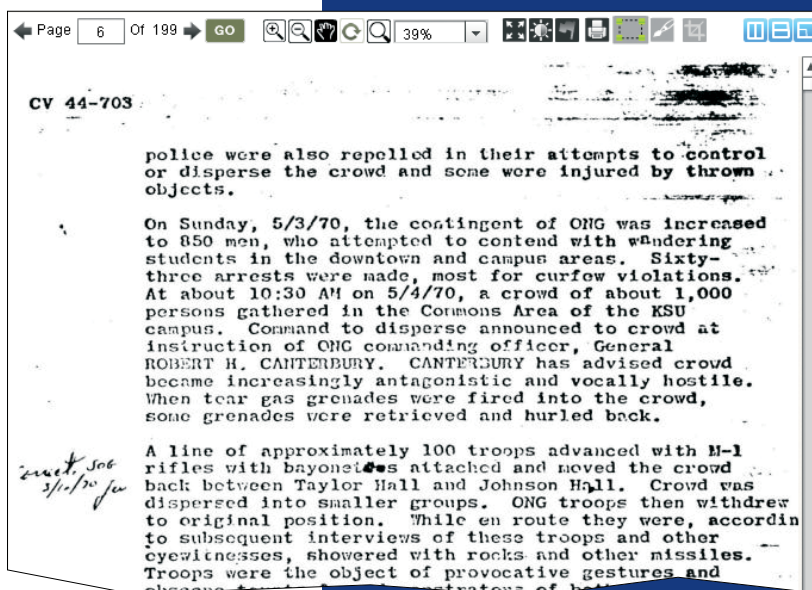 Page 6 Of 199 GO 39%
CV 44-703
police were also repelled in their attempts to control
or disperse the crowd and some were injured by thrown
objects.
On Sunday, 5/3/70, the contingent of ONG was increased
to 850 men, who attempted to contend with wandering
students in the downtown and campus areas. Sixty-
three arrests were made, most for curfew violations.
At about 10:30 AM on 5/4/70, a crowd of about 1,000
persons gathered in the Commons Area of the KSU
campus. Command to disperse announced to crowd at
instruction of ONG commanding officer, General
ROBERT H. CANTERBURY. CANTERBURY has advised crowd
became increasingly antagonistic and vocally hostile.
When tear gas grenades were fired into the crowd,
some grenades were retrieved and hurled back.
A line of approximately 100 troops advanced with M-1
rifles with bayonets attached and moved the crowd
back between Taylor Hall and Johnson Hall. Crowd was
dispersed into smaller groups. ONG troops then withdrew
to original position. While en route they were, accordin
to subsequent interviews of these troops and other
eyewitnesses, showered with rocks and other missiles.
Troops were the object of provocative gestures and